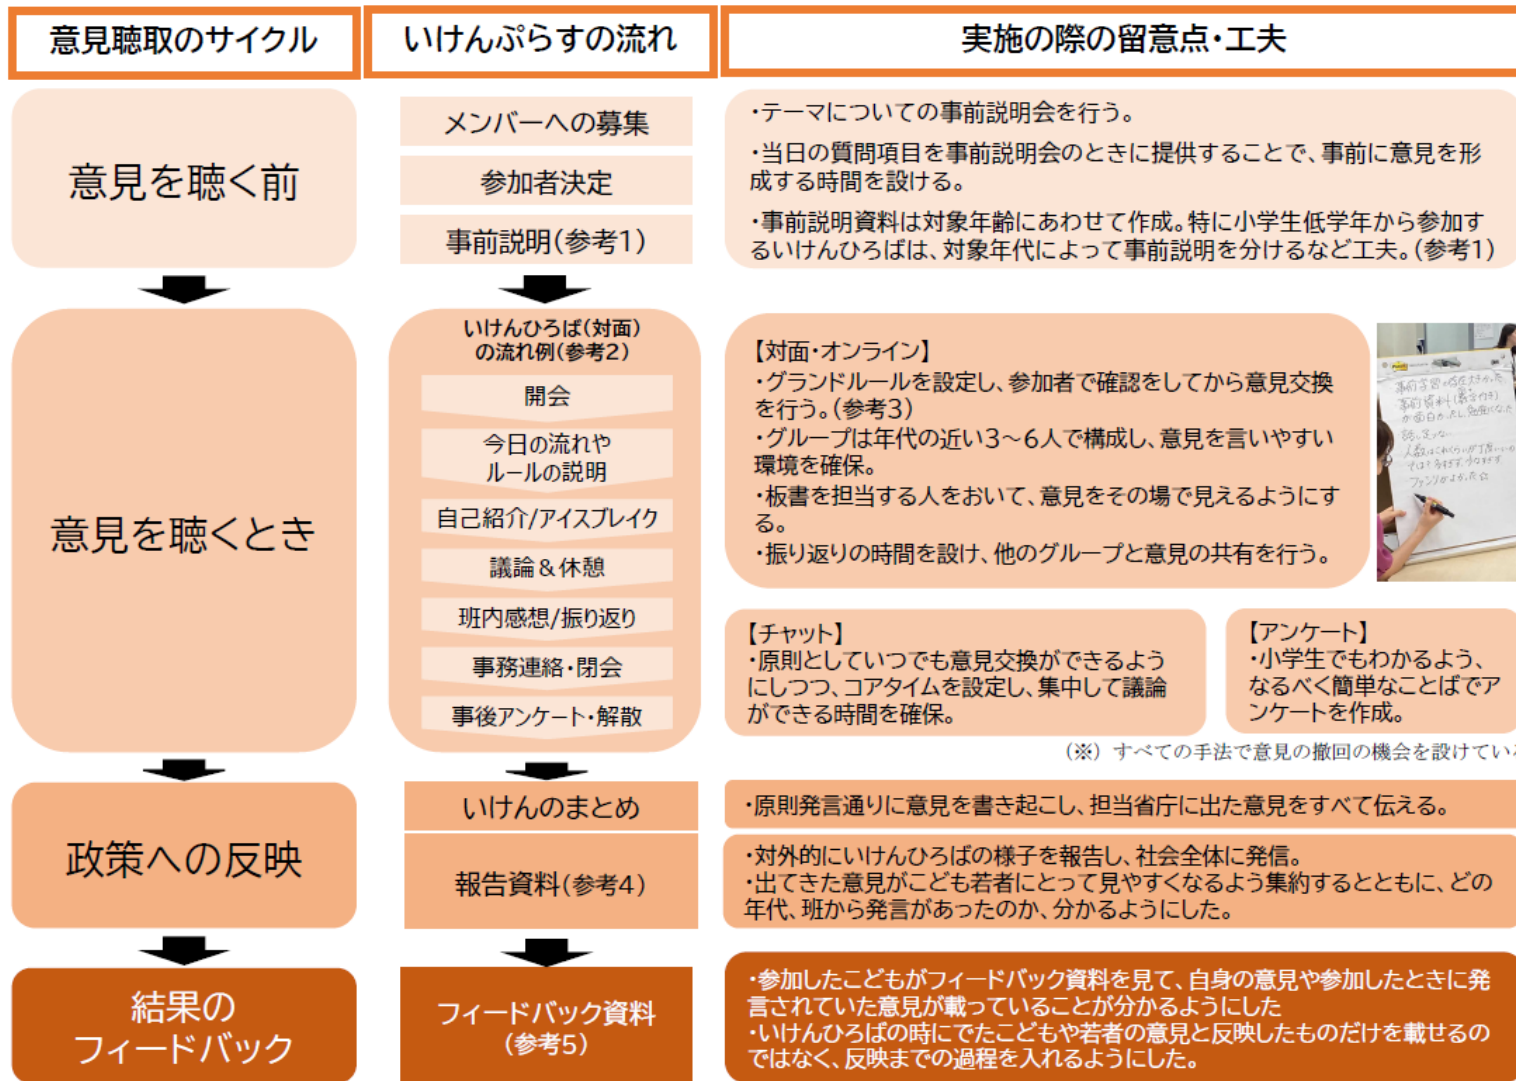 意見聴取のサイクル
いけんぷらすの流れ
実施の際の留意点・工夫
意見を聴く前
メンバーへの募集
参加者決定
事前説明(参考1)
・テーマについての事前説明会を行う。
・当日の質問項目を事前説明会のときに提供することで、事前に意見を形
成する時間を設ける。
・事前説明資料は対象年齢にあわせて作成。特に小学生低学年から参加す
るいけんひろばは、対象年代によって事前説明を分けるなど工夫。(参考1)
意見を聴くとき
いけんひろば(対面)
の流れ例(参考2)
開会
今日の流れや
ルールの説明
自己紹介/アイスブレイク
議論&休憩
班内感想/振り返り
事務連絡・閉会
事後アンケート・解散
【対面・オンライン】
・グランドルールを設定し、参加者で確認をしてから意見交換
を行う。(参考3)
・グループは年代の近い3~6人で構成し、意見を言いやすい
環境を確保。
・板書を担当する人をおいて、意見をその場で見えるようにす
る。
・振り返りの時間を設け、他のグループと意見の共有を行う。
【チャット】
・原則としていつでも意見交換ができるよう
にしつつ、コアタイムを設定し、集中して議論
ができる時間を確保。
【アンケート】
・小学生でもわかるよう、
なるべく簡単なことばでア
ンケートを作成。
(※) すべての手法で意見の撤回の機会を設けてい
政策への反映
いけんのまとめ
報告資料(参考4)
・原則発言通りに意見を書き起こし、担当省庁に出た意見をすべて伝える。
・対外的にいけんひろばの様子を報告し、社会全体に発信。
・出てきた意見がこども若者にとって見やすくなるよう集約するとともに、どの
年代、班から発言があったのか、分かるようにした。
結果の
フィードバック
フィードバック資料
(参考5)
・参加したこどもがフィードバック資料を見て、自身の意見や参加したときに発
言されていた意見が載っていることが分かるようにした
・いけんひろばの時にでたこどもや若者の意見と反映したものだけを載せるの
ではなく、反映までの過程を入れるようにした。